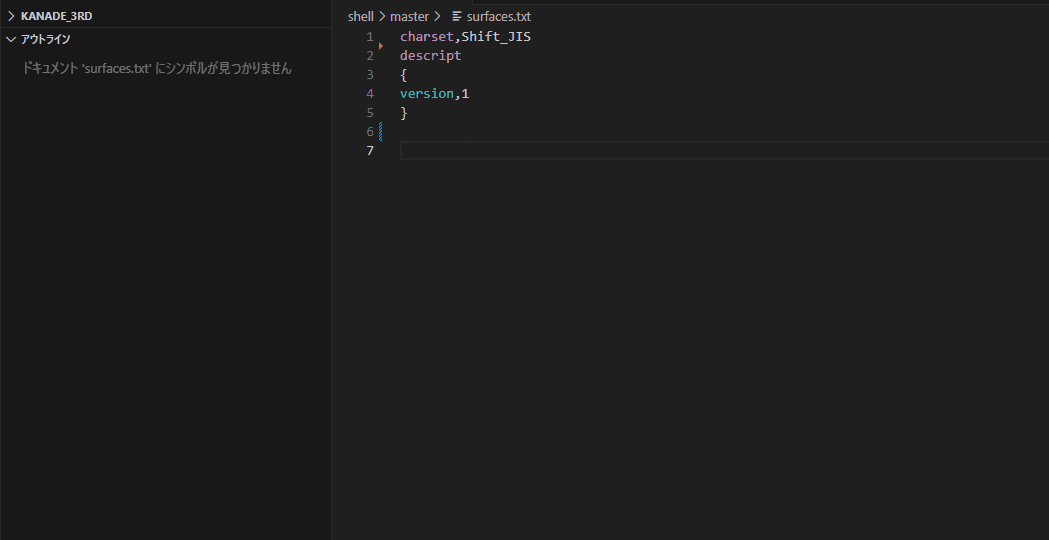 KANADE_3RD
アウトライン
ドキュメント 'surfaces.txt' にシンボルが見つかりません
shell > master > surfaces.txt
1 charset,Shift_JIS
2 descript
3 {
4 version,1
5 }
6
7